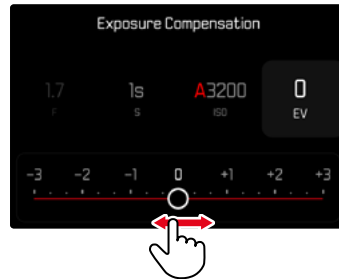 Exposure Compensation
1.7 1s A3200 0
F S ISO EV
-3 -2 -1 0 +1 +2 +3